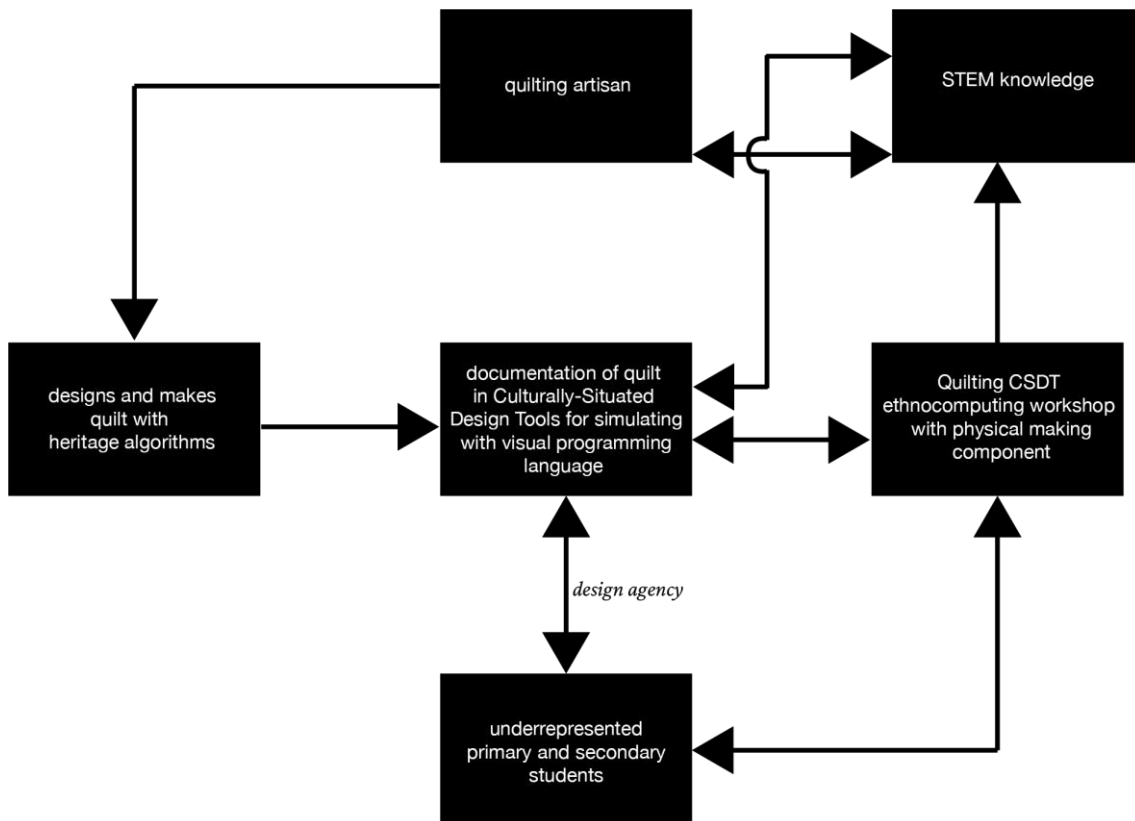 quilting artisan
STEM knowledge
designs and makes
quilt with
heritage algorithms
documentation of quilt
in Culturally-Situated
Design Tools for simulating
with visual programming
language
Quilting CSDT
ethnocomputing workshop
with physical making
component
design agency
underrepresented
primary and secondary
students